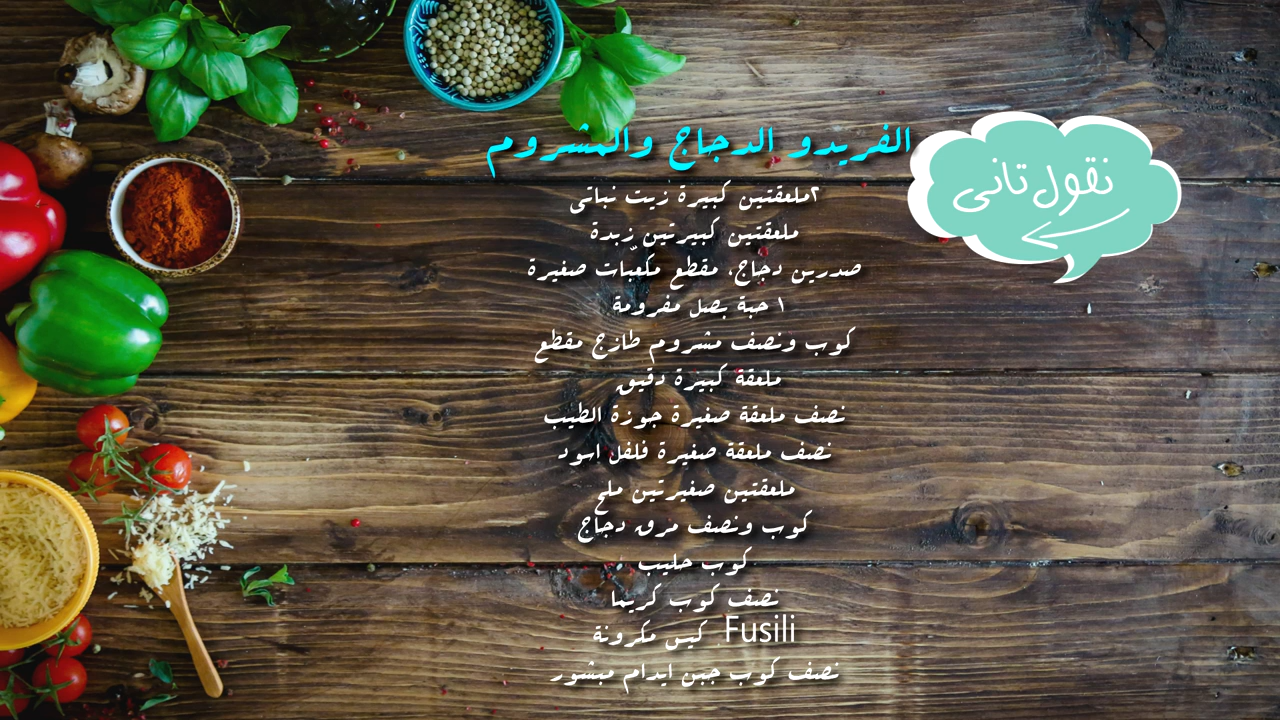 الفريدو الدجاج والمشروم
نقول تانى
٢ملعقتين كبيرة زيت نباتى
ملعقتين كبيرتين زبدة
صدرين دجاج، مقطع مكعبات صغيرة
١ حبة بصل مفرومة
كوب ونصف مشروم طازج مقطع
ملعقة كبيرة دقيق
نصف ملعقة صغيرة جوزة الطيب
نصف ملعقة صغيرة فلفل اسود
ملعقتين صغيرتين ملح
كوب ونصف مرق دجاج
كوب حليب
نصف كوب كريما
Fusili كيس مكرونة
نصف كوب جبن ايدام مبشور